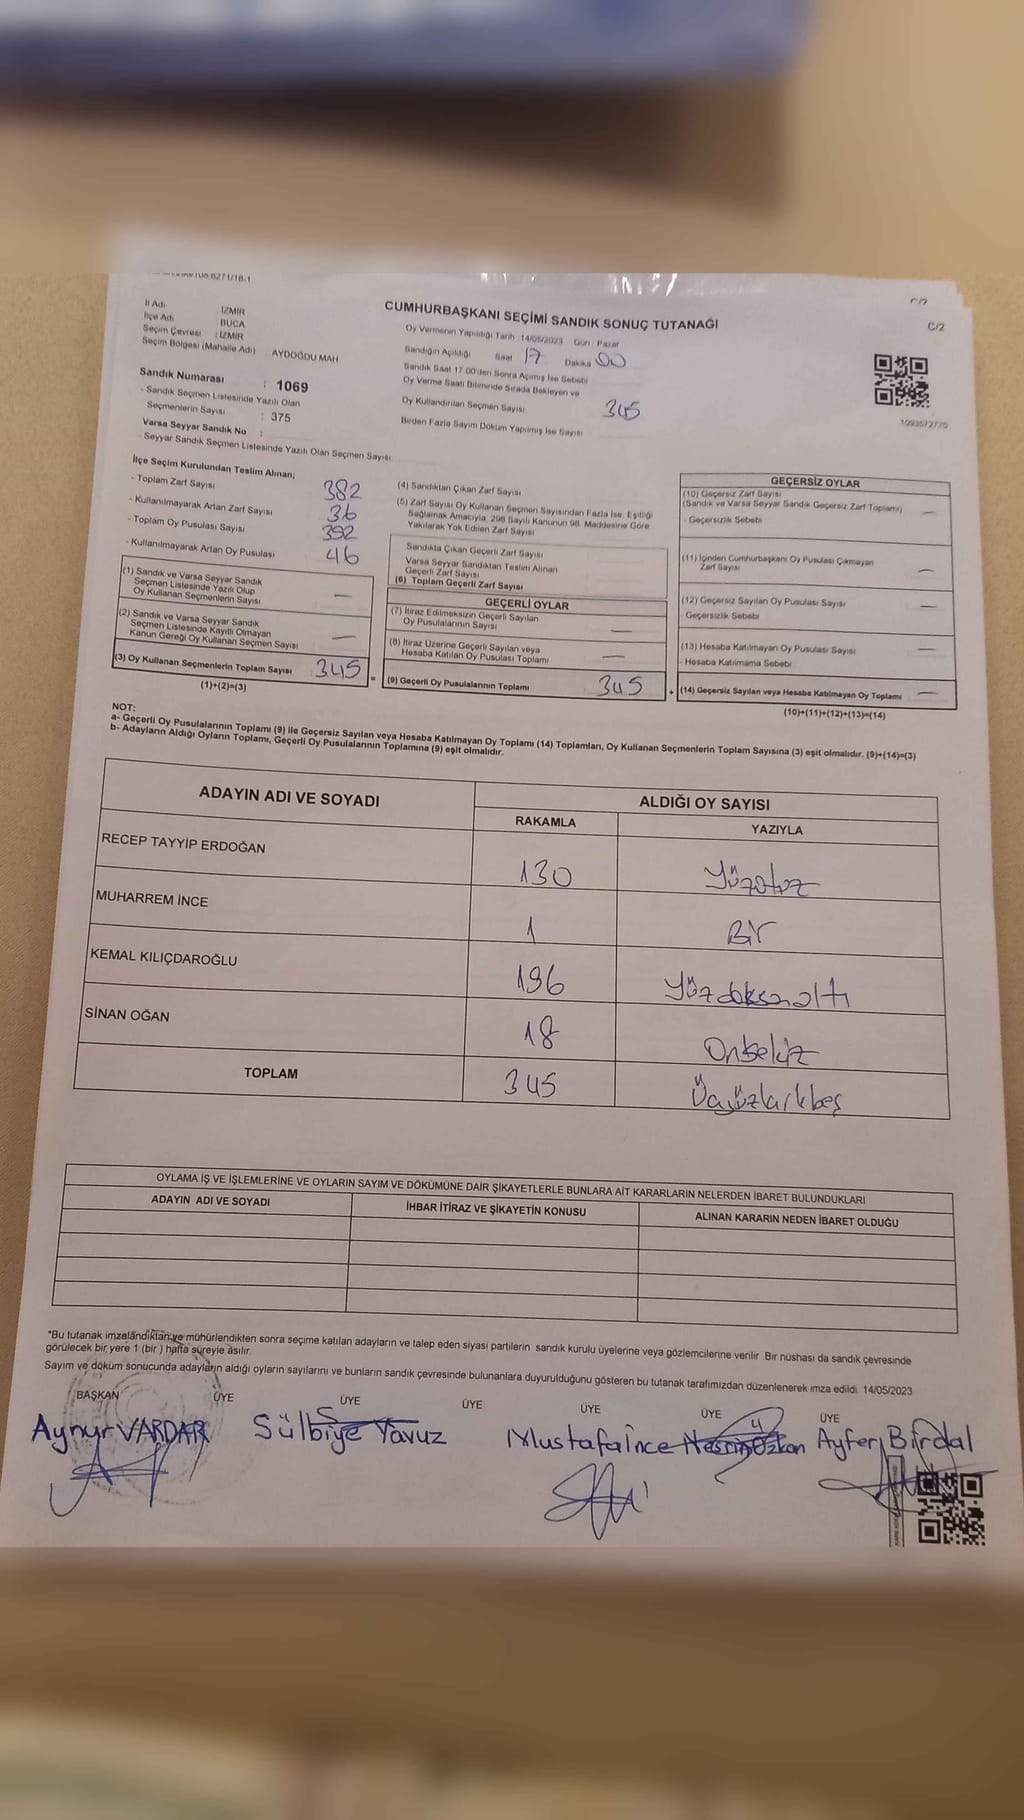 C/2
İl Adı : İZMİR
İlçe Adı : BUCA
Seçim Çevresi : İZMİR
Seçim Bölgesi (Mahalle Adı) AYDOĞDU MAH
Sandık Numarası : 1069
- Sandık Seçmen Listesinde Yazılı Olan
Seçmenlerin Sayısı : 375
Varsa Seyyar Sandık No :
- Seyyar Sandık Seçmen Listesinde Yazılı Olan Seçmen Sayısı
CUMHURBAŞKANI SEÇİMİ SANDIK SONUÇ TUTANAĞI
Oy Vermenin Yapıldığı Tarih 14/05/2023 Gün Pazar
Sandığın Açıldığı Saat 17 Dakika 00
Sandık Saat 17 00'den Sonra Açımış İse Sebebi
Oy Verme Saati Bitiminde Sırada Bekleyen ve
Oy Kullandırılan Seçmen Sayısı 345
Birden Fazla Sayım Döküm Yapılmış İse Sayısı
1093572770
İlçe Seçim Kurulundan Teslim Alınan;
- Toplam Zarf Sayısı 382
- Kullanılmayarak Artan Zarf Sayısı 36
- Toplam Oy Pusulası Sayısı 392
- Kullanılmayarak Artan Oy Pusulası 46
(1) Sandık ve Varsa Seyyar Sandık
Seçmen Listesinde Yazılı Olup
Oy Kullanan Seçmenlerin Sayısı —
(2) Sandık ve Varsa Seyyar Sandık
Seçmen Listesinde Kayıtlı Olmayan
Kanun Gereği Oy Kullanan Seçmen Sayısı —
(3) Oy Kullanan Seçmenlerin Toplam Sayısı 345
(1)+(2)=(3)
(4) Sandıktan Çıkan Zarf Sayısı
(5) Zarf Sayısı Oy Kullanan Seçmen Sayısından Fazla İse, Eşitliği
Sağlamak Amacıyla, 298 Sayılı Kanunun 98. Maddesine Göre
Yakılarak Yok Edilen Zarf Sayısı
Sandıkta Çıkan Geçerli Zarf Sayısı
Varsa Seyyar Sandıktan Teslim Alınan
Geçerli Zarf Sayısı
(6) Toplam Geçerli Zarf Sayısı
GEÇERLİ OYLAR
(7) İtiraz Edilmeksizin Geçerli Sayılan
Oy Pusulalarının Sayısı —
(8) İtiraz Üzerine Geçerli Sayılan veya
Hesaba Katılan Oy Pusulası Toplamı —
= (9) Geçerli Oy Pusulalarının Toplamı 345
GEÇERSİZ OYLAR
(10) Geçersiz Zarf Sayısı
(Sandık ve Varsa Seyyar Sandık Geçersiz Zarf Toplamı) —
- Geçersizlik Sebebi
(11) İçinden Cumhurbaşkanı Oy Pusulası Çıkmayan
Zarf Sayısı —
(12) Geçersiz Sayılan Oy Pusulası Sayısı —
- Geçersizlik Sebebi
(13) Hesaba Katılmayan Oy Pusulası Sayısı —
- Hesaba Katılmama Sebebi
+ (14) Geçersiz Sayılan veya Hesaba Katılmayan Oy Toplamı —
(10)+(11)+(12)+(13)=(14)
NOT:
a- Geçerli Oy Pusulalarının Toplamı (9) ile Geçersiz Sayılan veya Hesaba Katılmayan Oy Toplamı (14) Toplamları, Oy Kullanan Seçmenlerin Toplam Sayısına (3) eşit olmalıdır. (9)+(14)=(3)
b- Adayların Aldığı Oyların Toplamı, Geçerli Oy Pusulalarının Toplamına (9) eşit olmalıdır.
ADAYIN ADI VE SOYADI ALDIĞI OY SAYISI
RAKAMLA YAZIYLA
RECEP TAYYİP ERDOĞAN 130 Yüzotuz
MUHARREM İNCE 1 Bir
KEMAL KILIÇDAROĞLU 196 Yüzdoksanaltı
SİNAN OĞAN 18 Onsekiz
TOPLAM 345 Üçyüzkırkbeş
OYLAMA İŞ VE İŞLEMLERİNE VE OYLARIN SAYIM VE DÖKÜMÜNE DAİR ŞİKAYETLERLE BUNLARA AİT KARARLARIN NELERDEN İBARET BULUNDUKLARI
ADAYIN ADI VE SOYADI İHBAR İTİRAZ VE ŞİKAYETİN KONUSU ALINAN KARARIN NEDEN İBARET OLDUĞU
*Bu tutanak imzalandıktan ve mühürlendikten sonra seçime katılan adayların ve talep eden siyasi partilerin sandık kurulu üyelerine veya gözlemcilerine verilir Bir nüshası da sandık çevresinde
görülecek bir yere 1 (bir ) hafta süreyle asılır.
Sayım ve döküm sonucunda adayların aldığı oyların sayılarını ve bunların sandık çevresinde bulunanlara duyurulduğunu gösteren bu tutanak tarafımızdan düzenlenerek imza edildi. 14/05/2023
BAŞKAN ÜYE ÜYE ÜYE ÜYE ÜYE ÜYE
Aynur VARDAR Sülbiye Yavuz Mustafa İnce Nesrin Özkan Ayfer Birdal